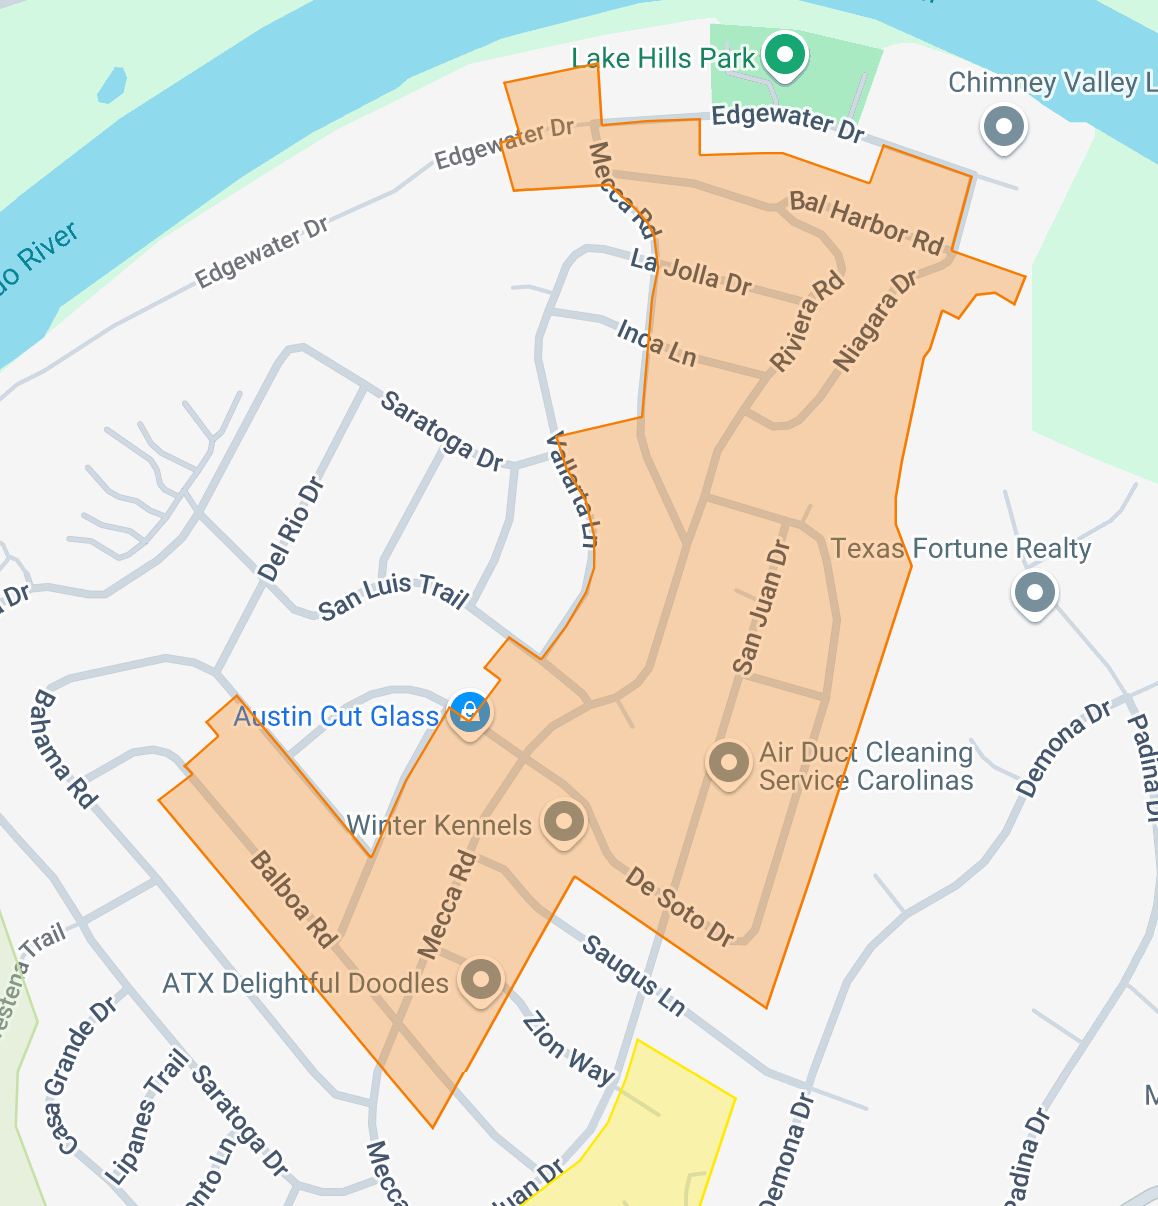 Lake Hills Park
Chimney Valley L
Edgewater Dr
Edgewater Dr
Mecca Rd
Bal Harbor Rd
Edgewater Dr
River
La Jolla Dr
Niagara Dr
Riviera Rd
Inca Ln
Saratoga Dr
Vallarta Ln
Del Rio Dr
San Juan Dr
Texas Fortune Realty
San Luis Trail
Dr
Bahama Rd
Austin Cut Glass
Demona Dr
Padina Dr
Air Duct Cleaning
Service Carolinas
Winter Kennels
Balboa Rd
Mecca Rd
De Soto Dr
Trail
ATX Delightful Doodles
Saugus Ln
Casa Grande Dr
Zion Way
Lipanes Trail
Saratoga Dr
M
Demona Dr
Padina Dr
onto Ln
Mecca
Juan Dr